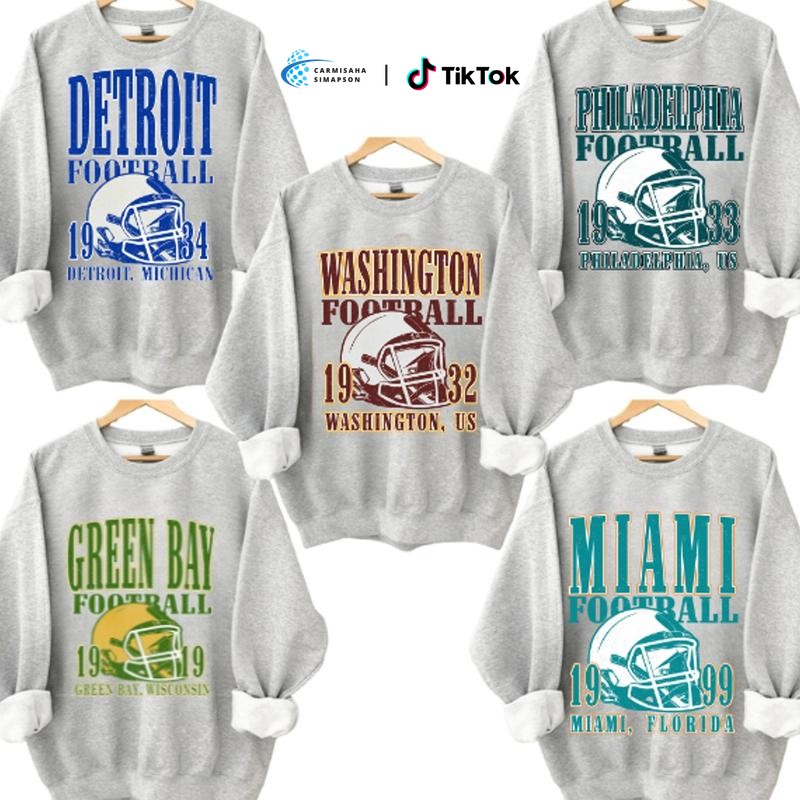 CARMISAHA
SIMAPSON
TikTok
DETROIT
FOOTBALL
19 34
DETROIT, MICHIGAN
PHILADELPHIA
FOOTBALL
19 33
PHILADELPHIA, US
WASHINGTON
FOOTBALL
19 32
WASHINGTON, US
GREEN BAY
FOOTBALL
19 19
GREEN BAY, WISCONSIN
MIAMI
FOOTBALL
19 99
MIAMI, FLORIDA